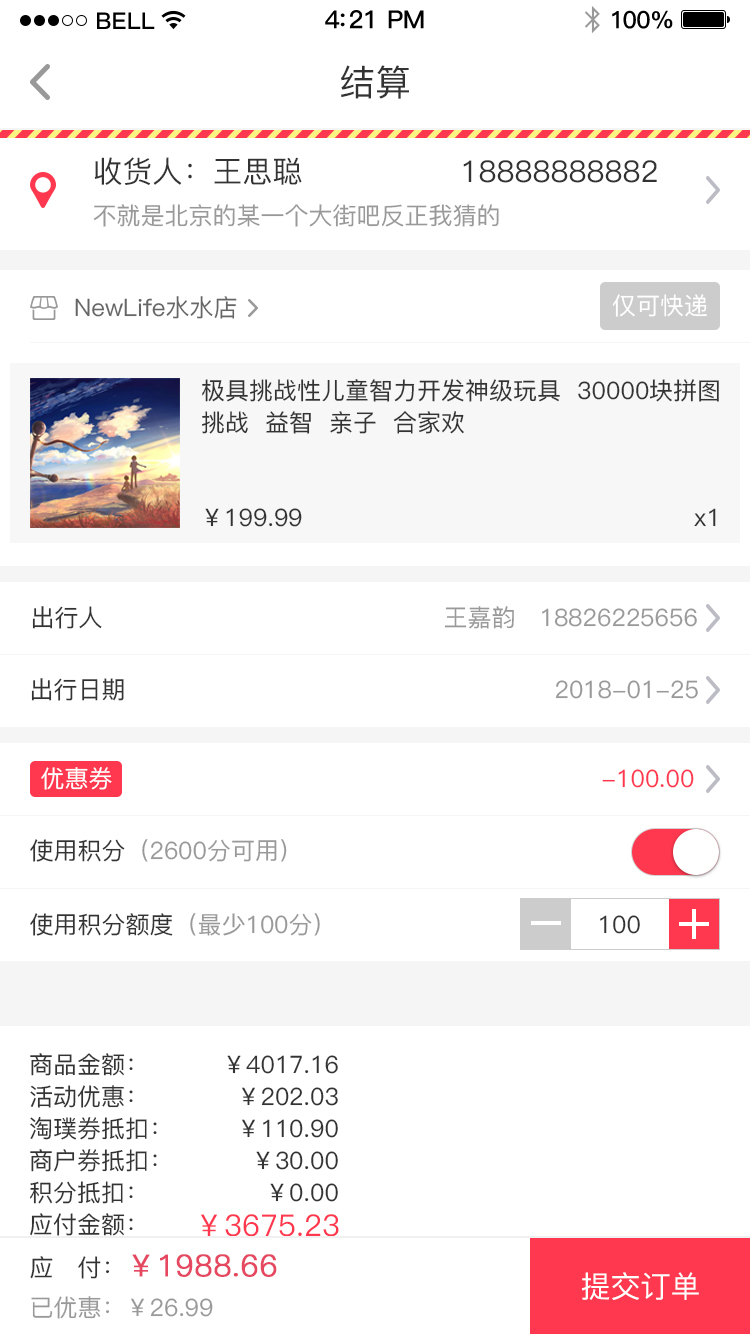 BELL 4:21 PM 100%
结算
收货人：王思聪 18888888882
不就是北京的某一个大街吧反正我猜的
NewLife水水店 仅可快递
极具挑战性儿童智力开发神级玩具 30000块拼图
挑战 益智 亲子 合家欢
¥199.99 x1
出行人 王嘉韵 18826225656
出行日期 2018-01-25
优惠券 -100.00
使用积分（2600分可用）
使用积分额度（最少100分） 100
商品金额： ¥4017.16
活动优惠： ¥202.03
淘璞券抵扣： ¥110.90
商户券抵扣： ¥30.00
积分抵扣： ¥0.00
应付金额： ¥3675.23
应 付： ¥1988.66
已优惠： ¥26.99
提交订单